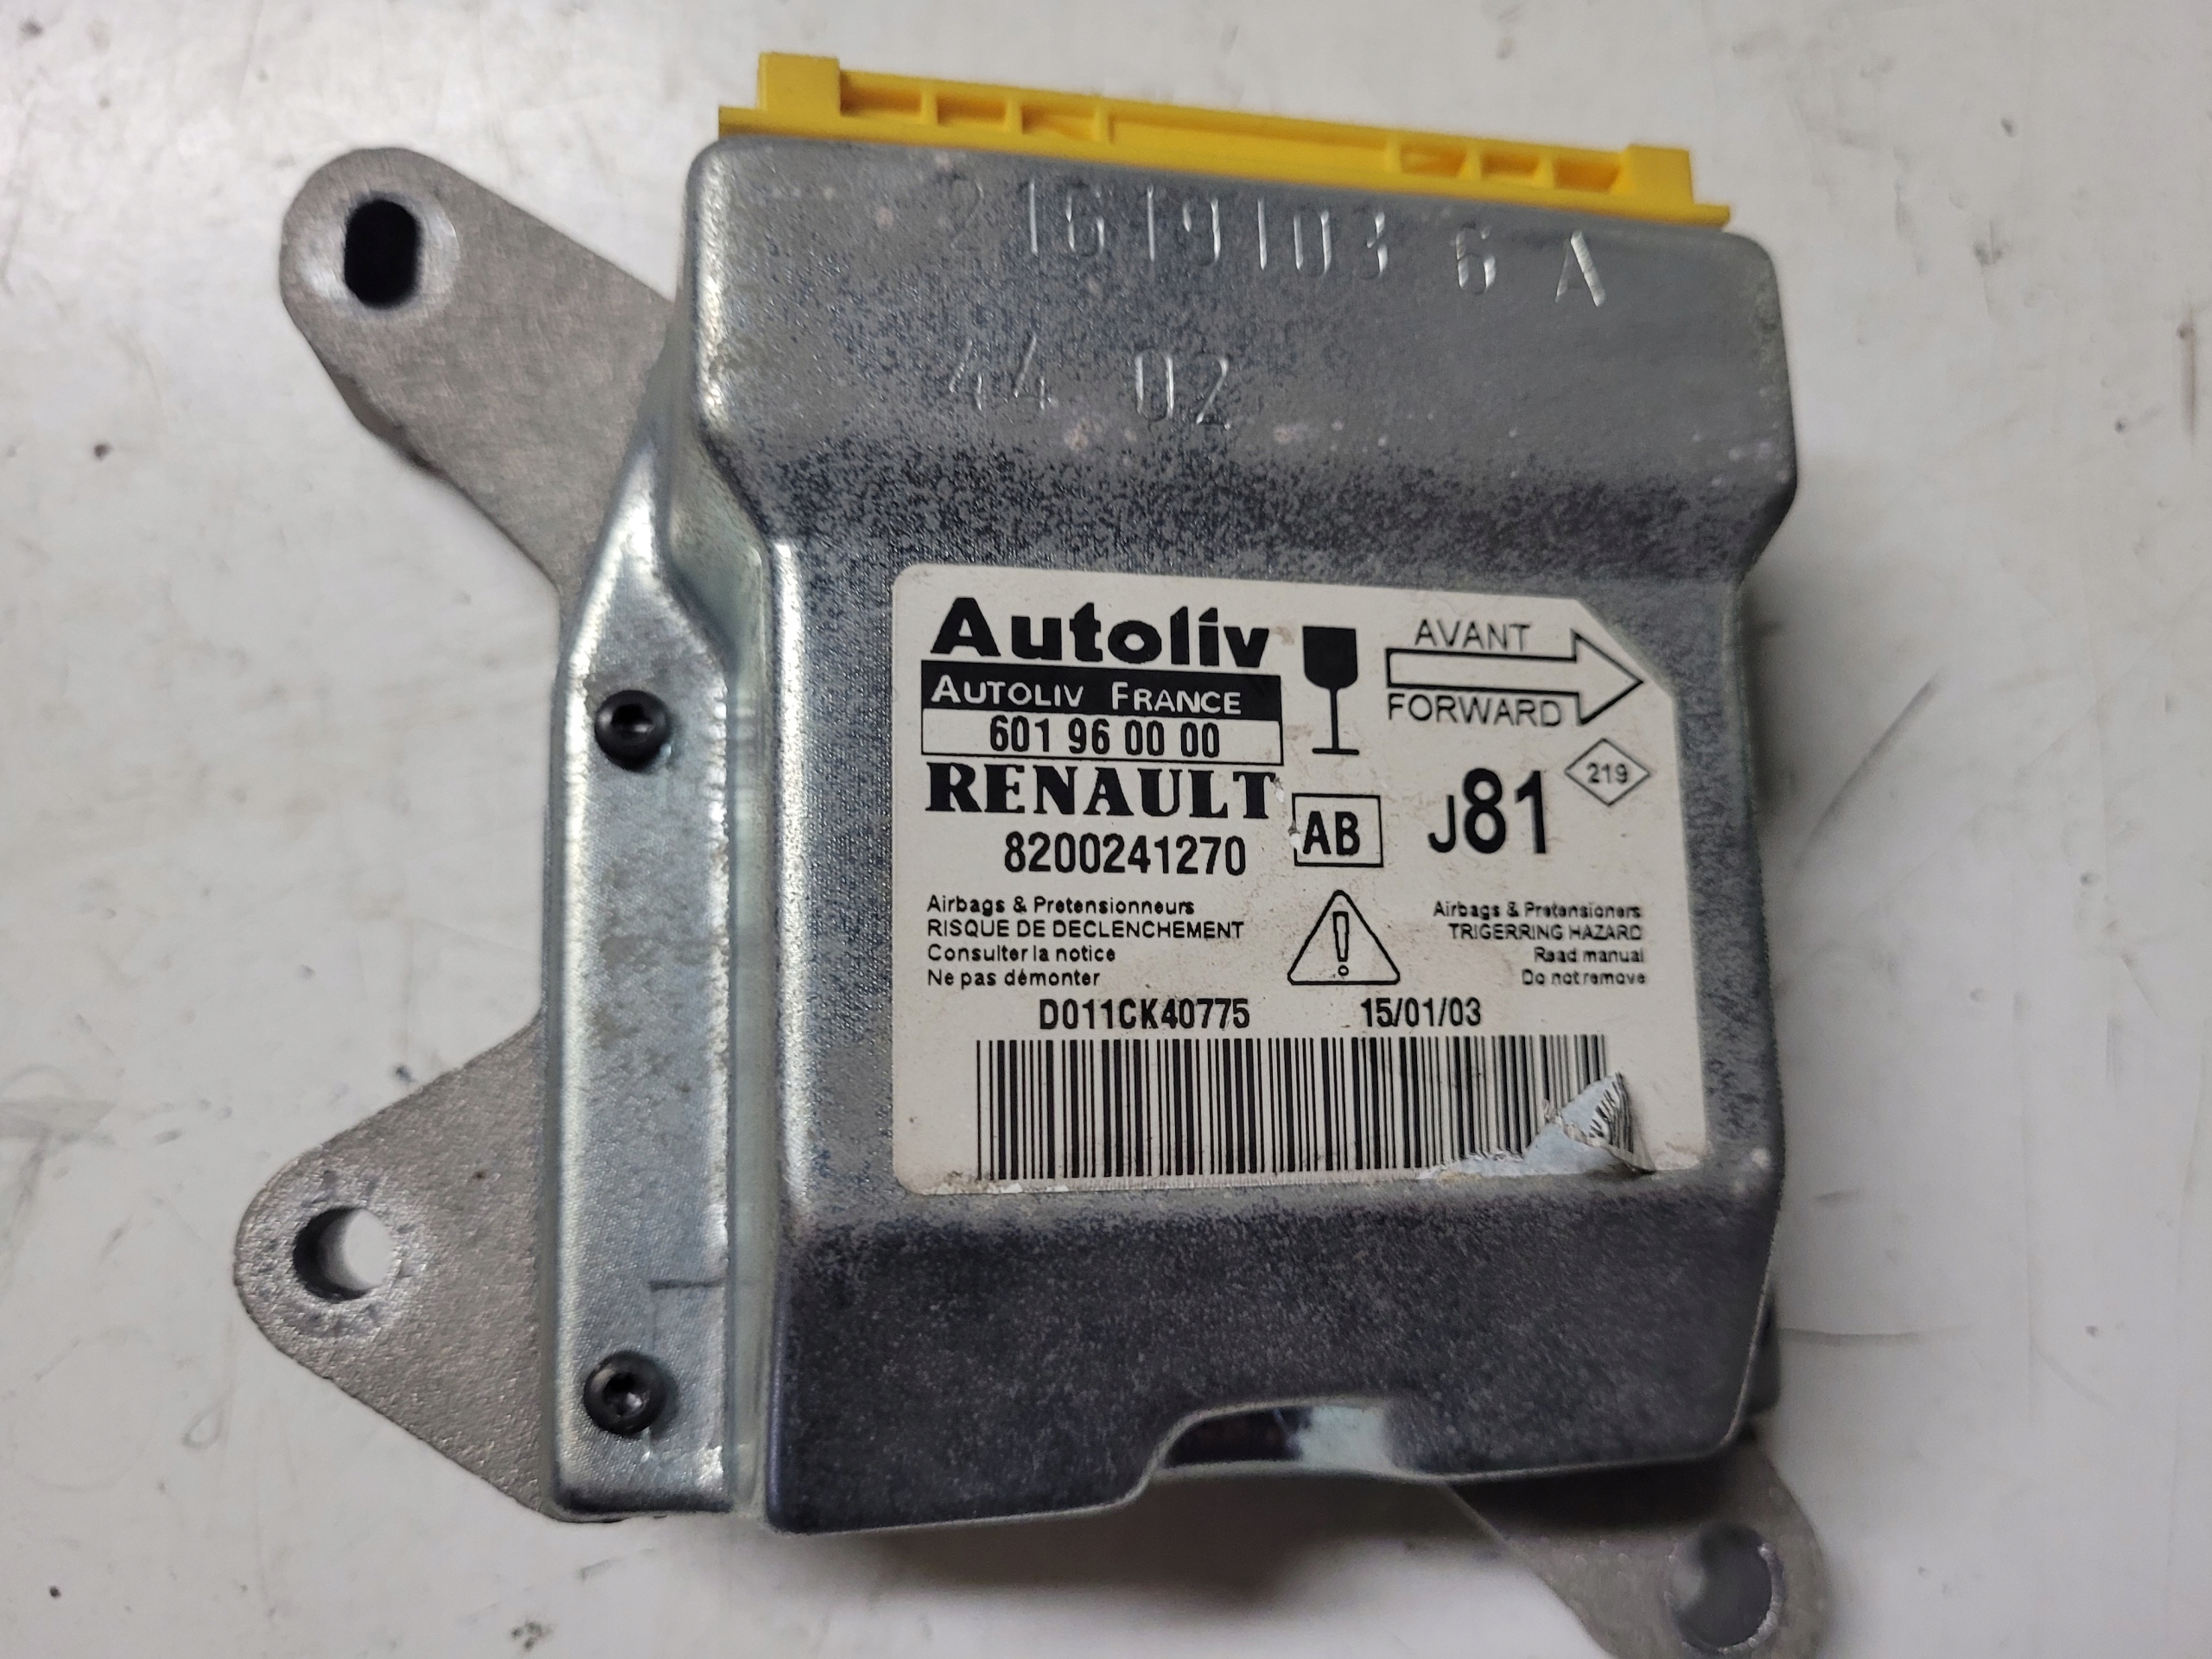 21619103 6 A
44 02
Autoliv
AUTOLIV FRANCE
601 96 00 00
RENAULT
8200241270
AB
AVANT
FORWARD
J81
219
Airbags & Pretensionneurs
RISQUE DE DECLENCHEMENT
Consulter la notice
Ne pas démonter
Airbags & Pretensioners
TRIGERRING HAZARD
Read manual
Do not remove
D011CK40775
15/01/03